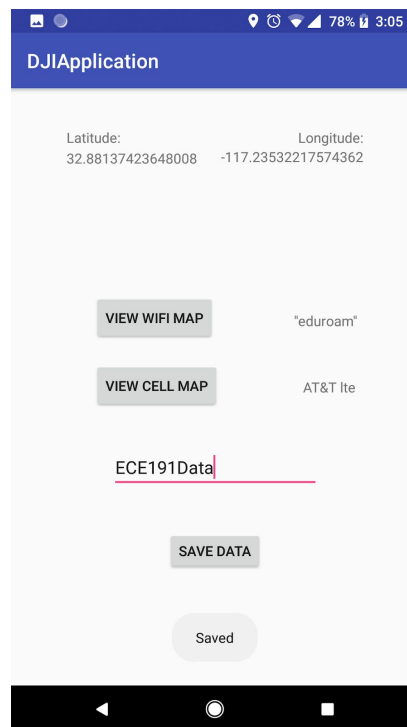 78% 3:05
DJIApplication
Latitude: Longitude:
32.88137423648008 -117.23532217574362
VIEW WIFI MAP "eduroam"
VIEW CELL MAP AT&T lte
ECE191Data
SAVE DATA
Saved